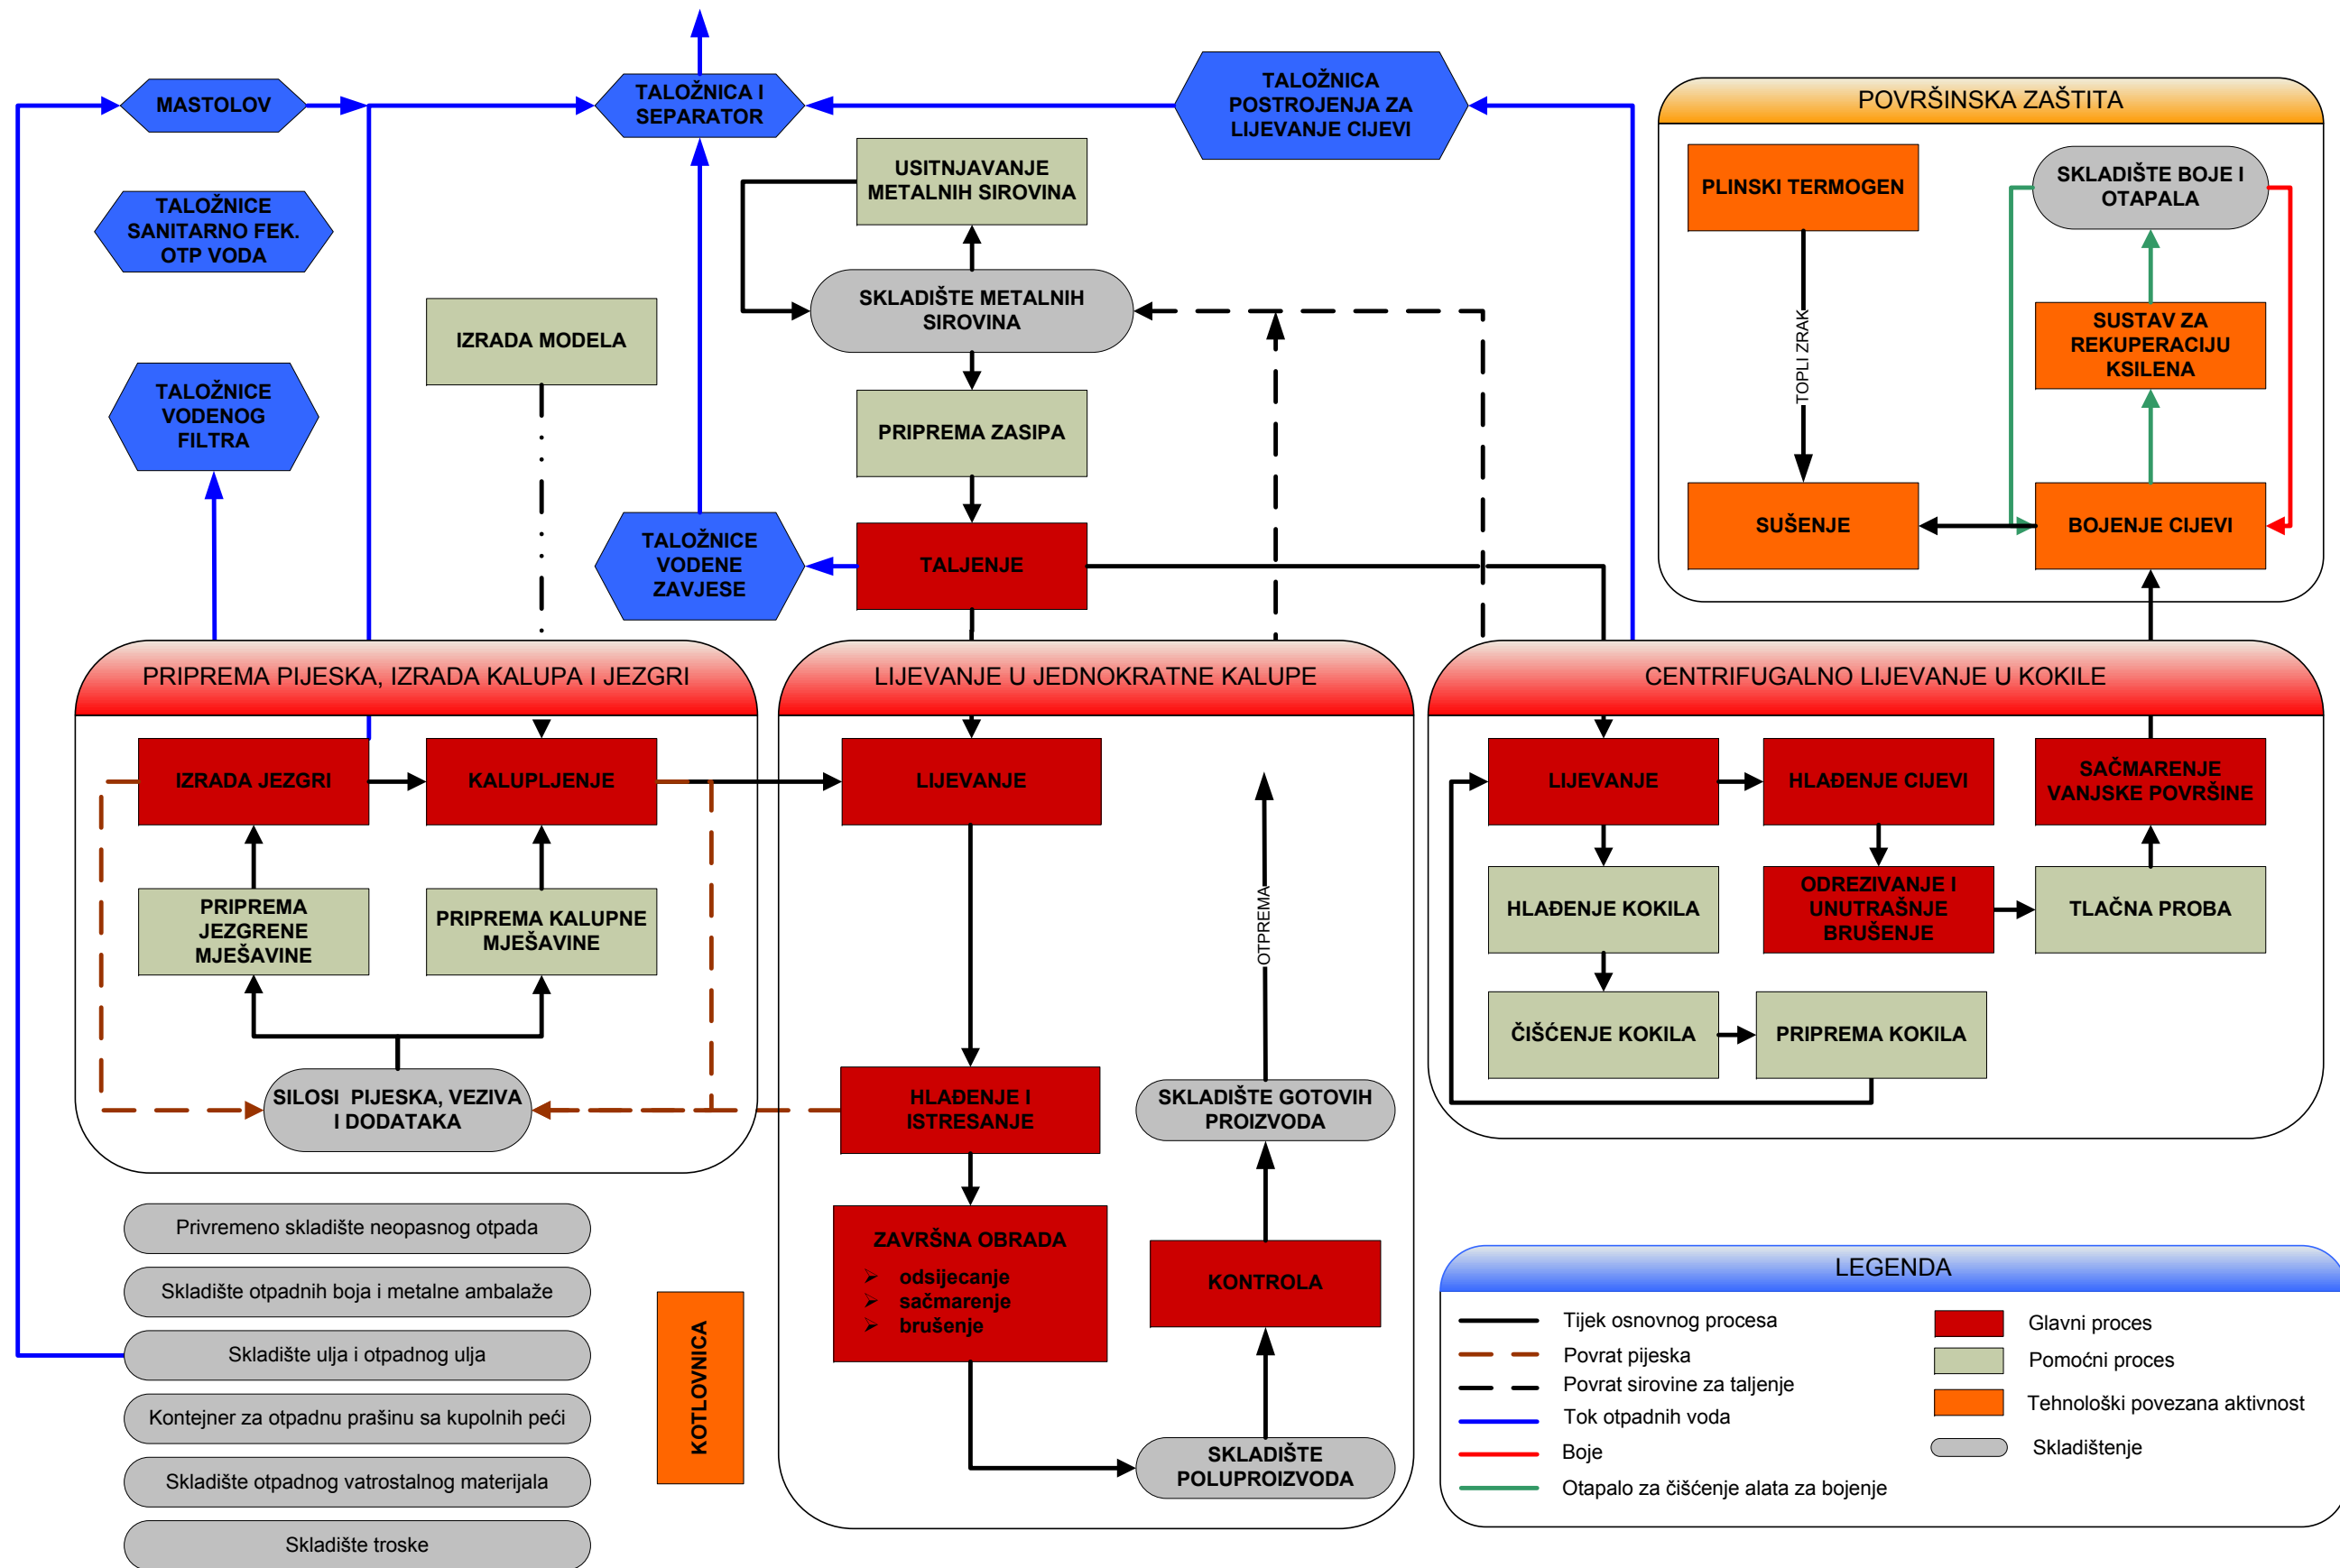 MASTOLOV
TALOŽNICA I
SEPARATOR
TALOŽNICA
POSTROJENJA ZA
LIJEVANJE CIJEVI
POVRŠINSKA ZAŠTITA
TALOŽNICE
SANITARNO FEK.
OTP VODA
USITNJAVANJE
METALNIH SIROVINA
PLINSKI TERMOGEN
SKLADIŠTE BOJE I
OTAPALA
IZRADA MODELA
SKLADIŠTE METALNIH
SIROVINA
TOPLI ZRAK
SUSTAV ZA
REKUPERACIJU
KSILENA
TALOŽNICE
VODENOG
FILTRA
PRIPREMA ZASIPA
TALOŽNICE
VODENE
ZAVJESE
TALJENJE
SUŠENJE
BOJENJE CIJEVI
PRIPREMA PIJESKA, IZRADA KALUPA I JEZGRI
IZRADA JEZGRI
KALUPLJENJE
PRIPREMA
JEZGRENE
MJEŠAVINE
PRIPREMA KALUPNE
MJEŠAVINE
SILOSI  PIJESKA, VEZIVA
I DODATAKA
LIJEVANJE U JEDNOKRATNE KALUPE
LIJEVANJE
OTPREMA
HLAĐENJE I
ISTRESANJE
SKLADIŠTE GOTOVIH
PROIZVODA
ZAVRŠNA OBRADA
➢ odsijecanje
➢ sačmarenje
➢ brušenje
KONTROLA
SKLADIŠTE
POLUPROIZVODA
CENTRIFUGALNO LIJEVANJE U KOKILE
LIJEVANJE
HLAĐENJE CIJEVI
SAČMARENJE
VANJSKE POVRŠINE
HLAĐENJE KOKILA
ODREZIVANJE I
UNUTRAŠNJE
BRUŠENJE
TLAČNA PROBA
ČIŠĆENJE KOKILA
PRIPREMA KOKILA
Privremeno skladište neopasnog otpada
Skladište otpadnih boja i metalne ambalaže
Skladište ulja i otpadnog ulja
Kontejner za otpadnu prašinu sa kupolnih peći
Skladište otpadnog vatrostalnog materijala
Skladište troske
KOTLOVNICA
LEGENDA
Tijek osnovnog procesa
Povrat pijeska
Povrat sirovine za taljenje
Tok otpadnih voda
Boje
Otapalo za čišćenje alata za bojenje
Glavni proces
Pomoćni proces
Tehnološki povezana aktivnost
Skladištenje